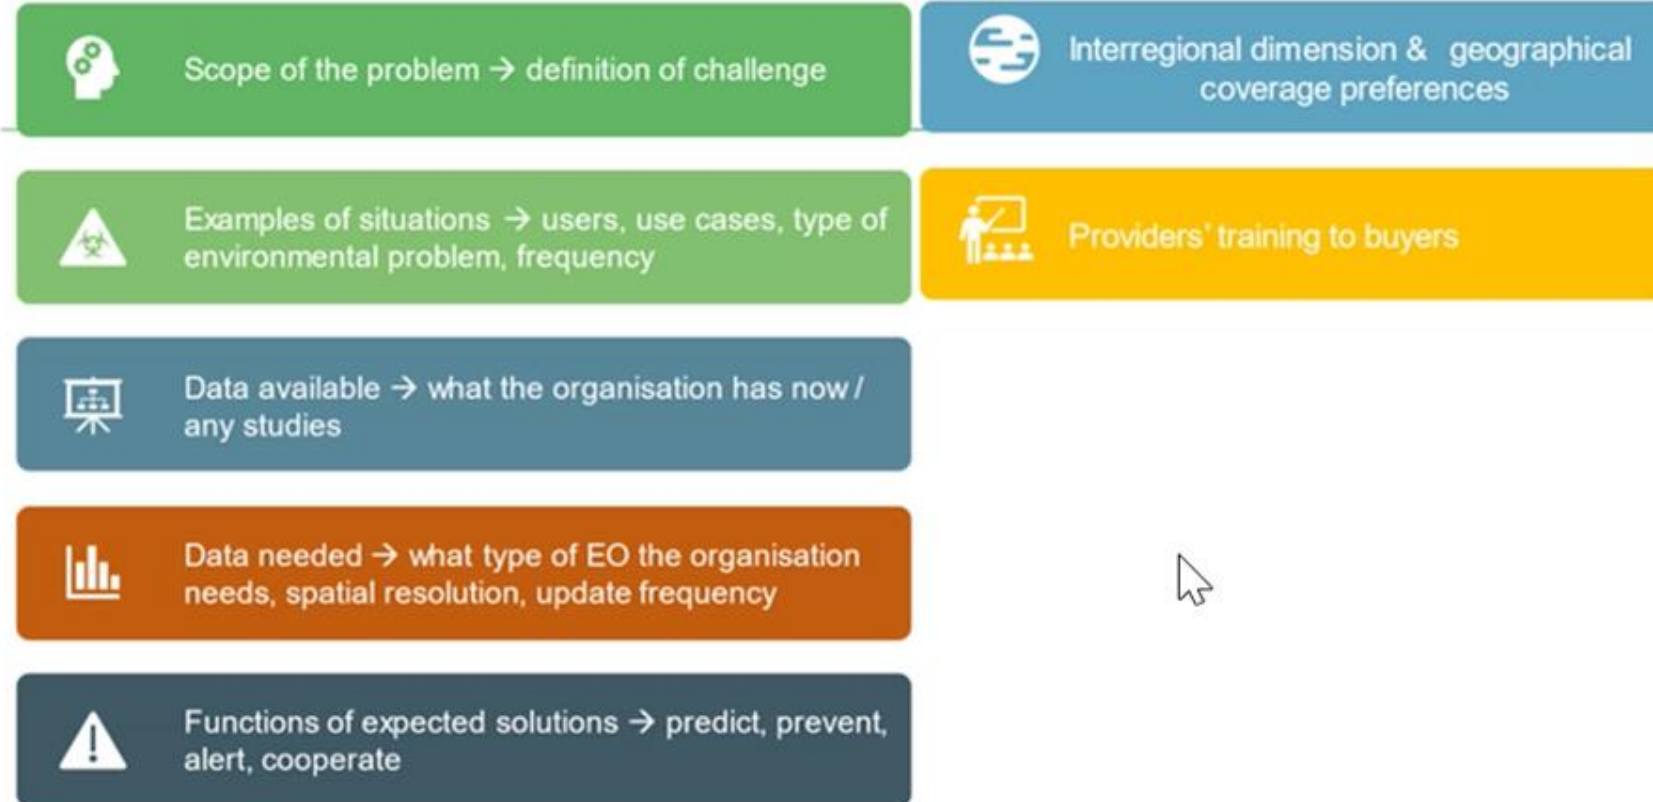 Scope of the problem → definition of challenge
Examples of situations → users, use cases, type of
environmental problem, frequency
Data available → what the organisation has now /
any studies
Data needed → what type of EO the organisation
needs, spatial resolution, update frequency
Functions of expected solutions → predict, prevent,
alert, cooperate
Interregional dimension & geographical
coverage preferences
Providers' training to buyers